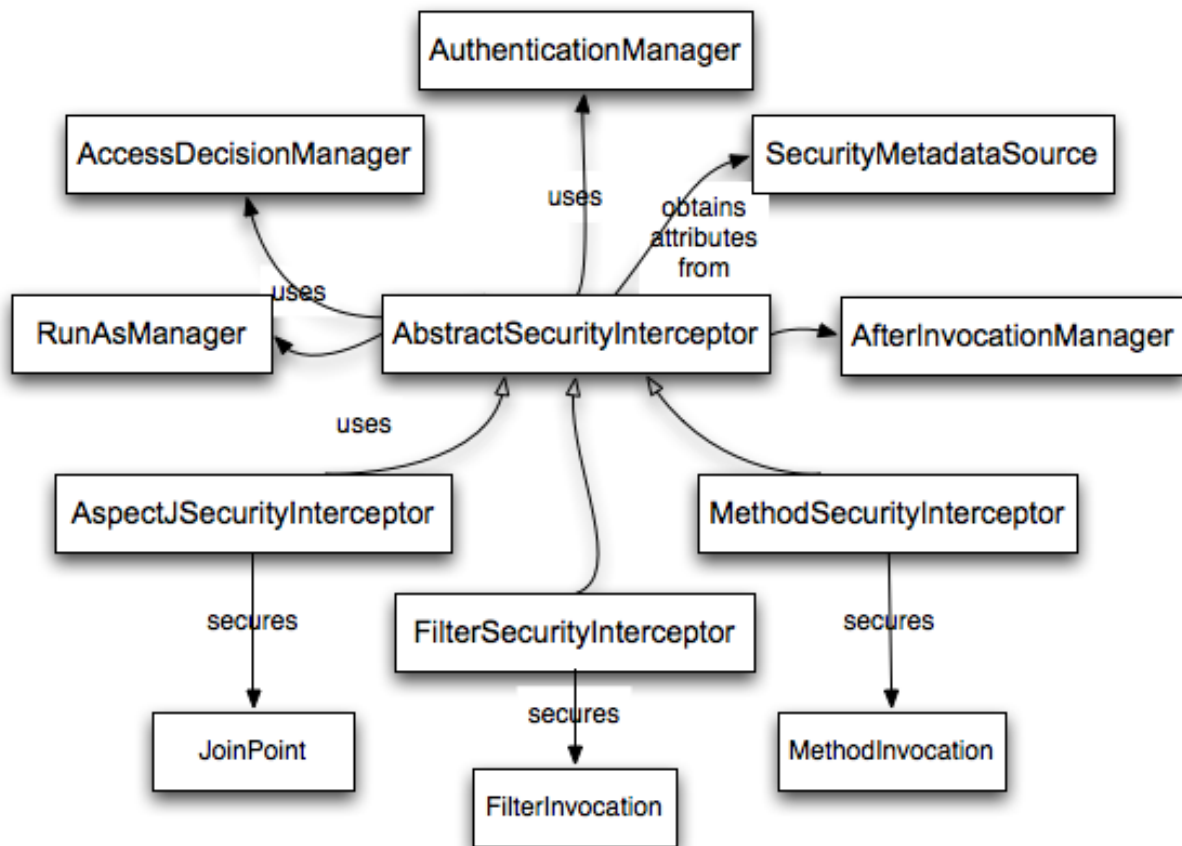 AuthenticationManager
AccessDecisionManager
SecurityMetadataSource
uses
obtains
attributes
from
uses
RunAsManager
AbstractSecurityInterceptor
AfterInvocationManager
uses
AspectJSecurityInterceptor
MethodSecurityInterceptor
secures
FilterSecurityInterceptor
secures
secures
JoinPoint
MethodInvocation
FilterInvocation